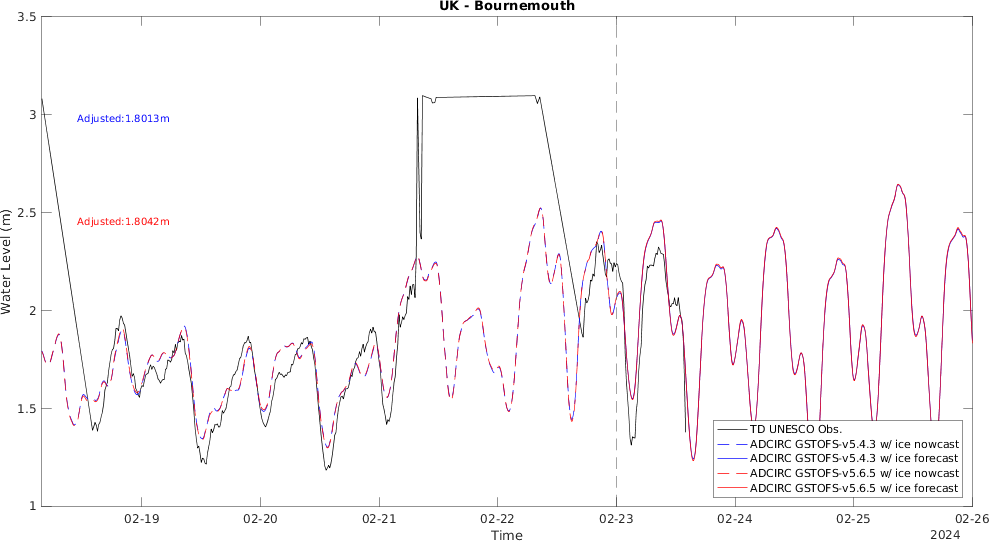 UK - Bournemouth
3.5
3
2.5
2
1.5
1
Water Level (m)
Adjusted:1.8013m
Adjusted:1.8042m
TD UNESCO Obs.
ADCIRC GSTOFS-v5.4.3 w/ ice nowcast
ADCIRC GSTOFS-v5.4.3 w/ ice forecast
ADCIRC GSTOFS-v5.6.5 w/ ice nowcast
ADCIRC GSTOFS-v5.6.5 w/ ice forecast
02-19 02-20 02-21 02-22 02-23 02-24 02-25 02-26
Time
2024